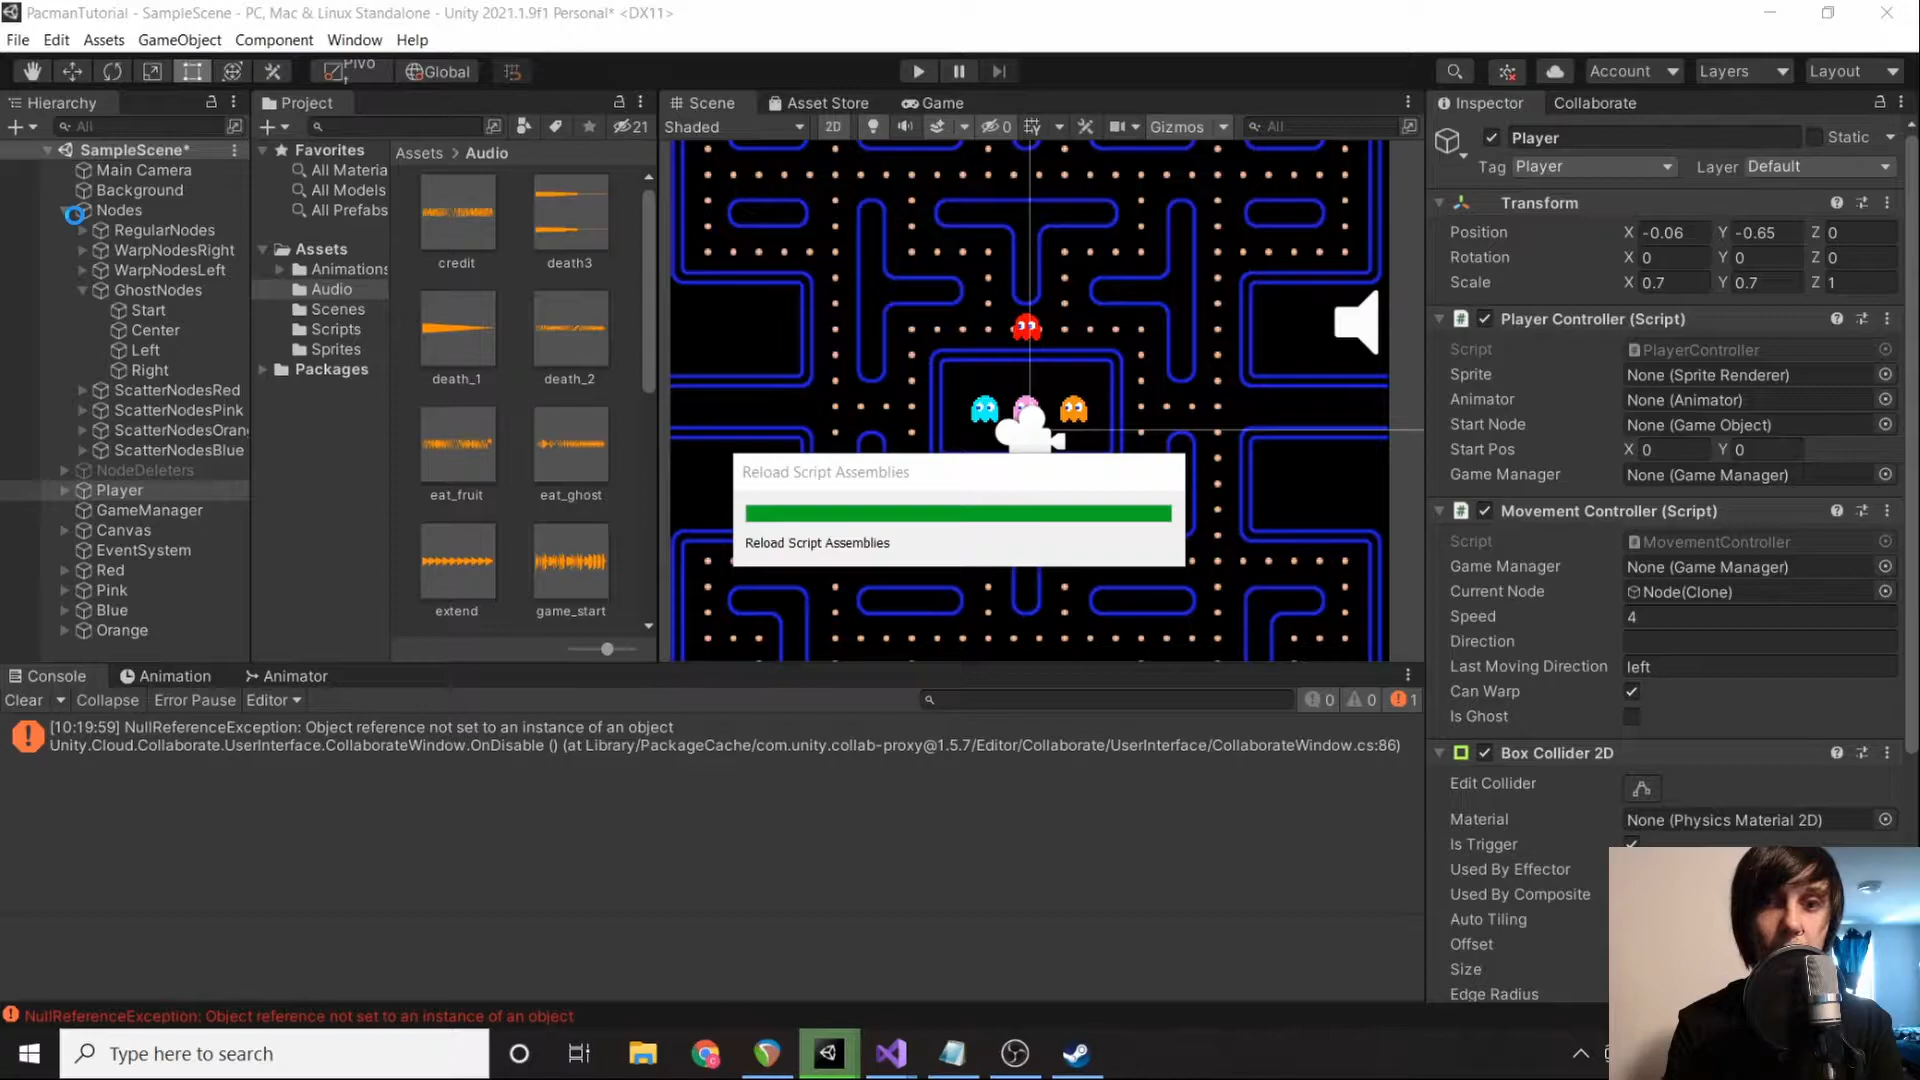 PacmanTutorial - SampleScene - PC, Mac & Linux Standalone - Unity 2021.1.9f1 Personal* <DX11>
File Edit Assets GameObject Component Window Help
Global Account Layers Layout
Hierarchy
All
SampleScene*
Main Camera
Background
Nodes
RegularNodes
WarpNodesRight
WarpNodesLeft
GhostNodes
Start
Center
Left
Right
ScatterNodesRed
ScatterNodesPink
ScatterNodesOran
ScatterNodesBlue
NodeDeleters
Player
GameManager
Canvas
EventSystem
Red
Pink
Blue
Orange
Project
21
Favorites
All Materia
All Models
All Prefabs
Assets
Animations
Audio
Scenes
Scripts
Sprites
Packages
Assets > Audio
credit
death3
death_1
death_2
eat_fruit
eat_ghost
extend
game_start
Scene Asset Store Game
Shaded 2D 0 Gizmos All
Reload Script Assemblies
Reload Script Assemblies
Inspector Collaborate
Player Static
Tag Player Layer Default
Transform
Position X -0.06 Y -0.65 Z 0
Rotation X 0 Y 0 Z 0
Scale X 0.7 Y 0.7 Z 1
# Player Controller (Script)
Script PlayerController
Sprite None (Sprite Renderer)
Animator None (Animator)
Start Node None (Game Object)
Start Pos X 0 Y 0
Game Manager None (Game Manager)
# Movement Controller (Script)
Script MovementController
Game Manager None (Game Manager)
Current Node Node(Clone)
Speed 4
Direction
Last Moving Direction left
Can Warp
Is Ghost
Box Collider 2D
Edit Collider
Material None (Physics Material 2D)
Is Trigger
Used By Effector
Used By Composite
Auto Tiling
Offset
Size
Edge Radius
Console Animation Animator
Clear Collapse Error Pause Editor 0 0 1
[10:19:59] NullReferenceException: Object reference not set to an instance of an object
Unity.Cloud.Collaborate.UserInterface.CollaborateWindow.OnDisable () (at Library/PackageCache/com.unity.collab-proxy@1.5.7/Editor/Collaborate/UserInterface/CollaborateWindow.cs:86)
NullReferenceException: Object reference not set to an instance of an object
Type here to search